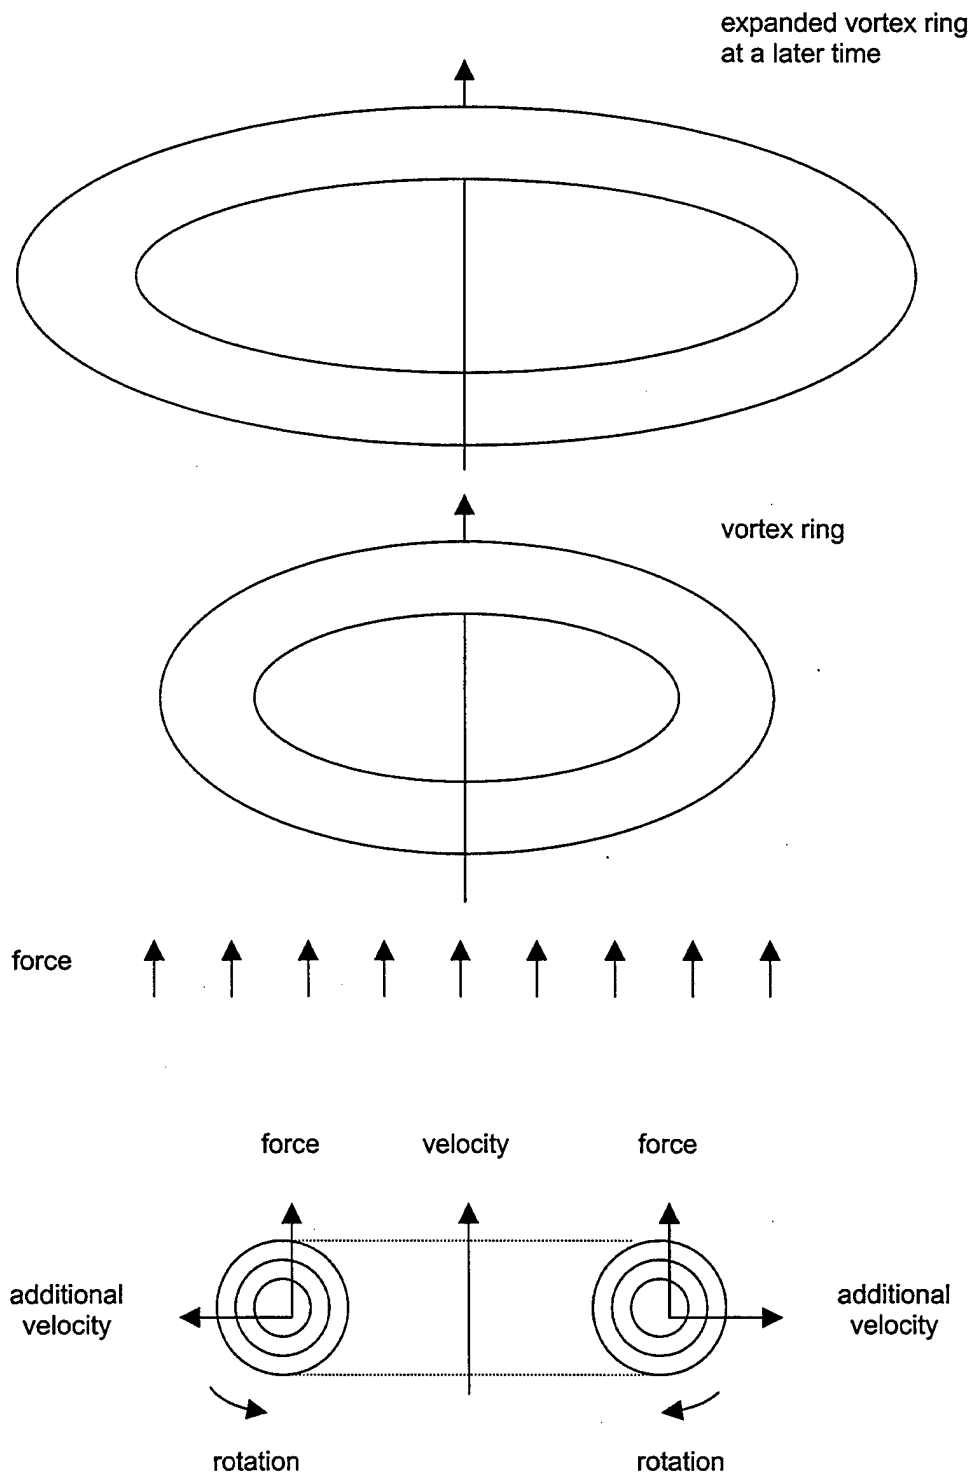 expanded vortex ring
at a later time
vortex ring
force
force
velocity
force
additional
velocity
additional
velocity
rotation
rotation